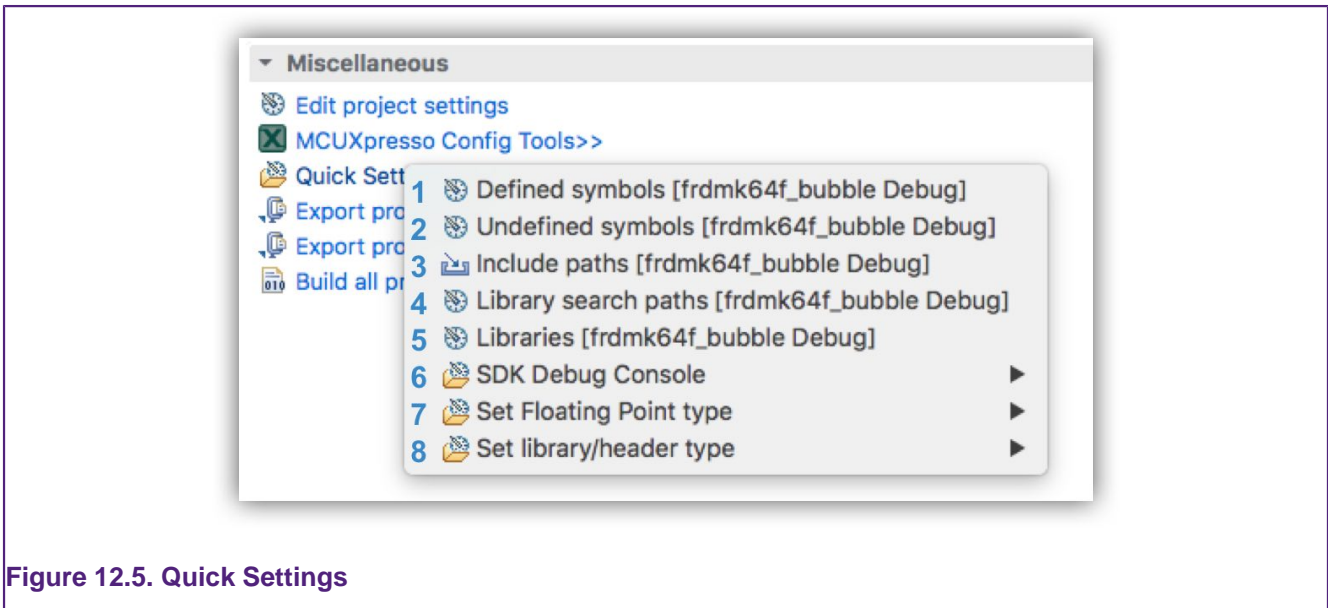 Miscellaneous
Edit project settings
MCUXpresso Config Tools>>
Quick Sett
1 Defined symbols [frdmk64f_bubble Debug]
Export pro
2 Undefined symbols [frdmk64f_bubble Debug]
Export pro
3 Include paths [frdmk64f_bubble Debug]
Build all pr
4 Library search paths [frdmk64f_bubble Debug]
5 Libraries [frdmk64f_bubble Debug]
6 SDK Debug Console
7 Set Floating Point type
8 Set library/header type
Figure 12.5. Quick Settings